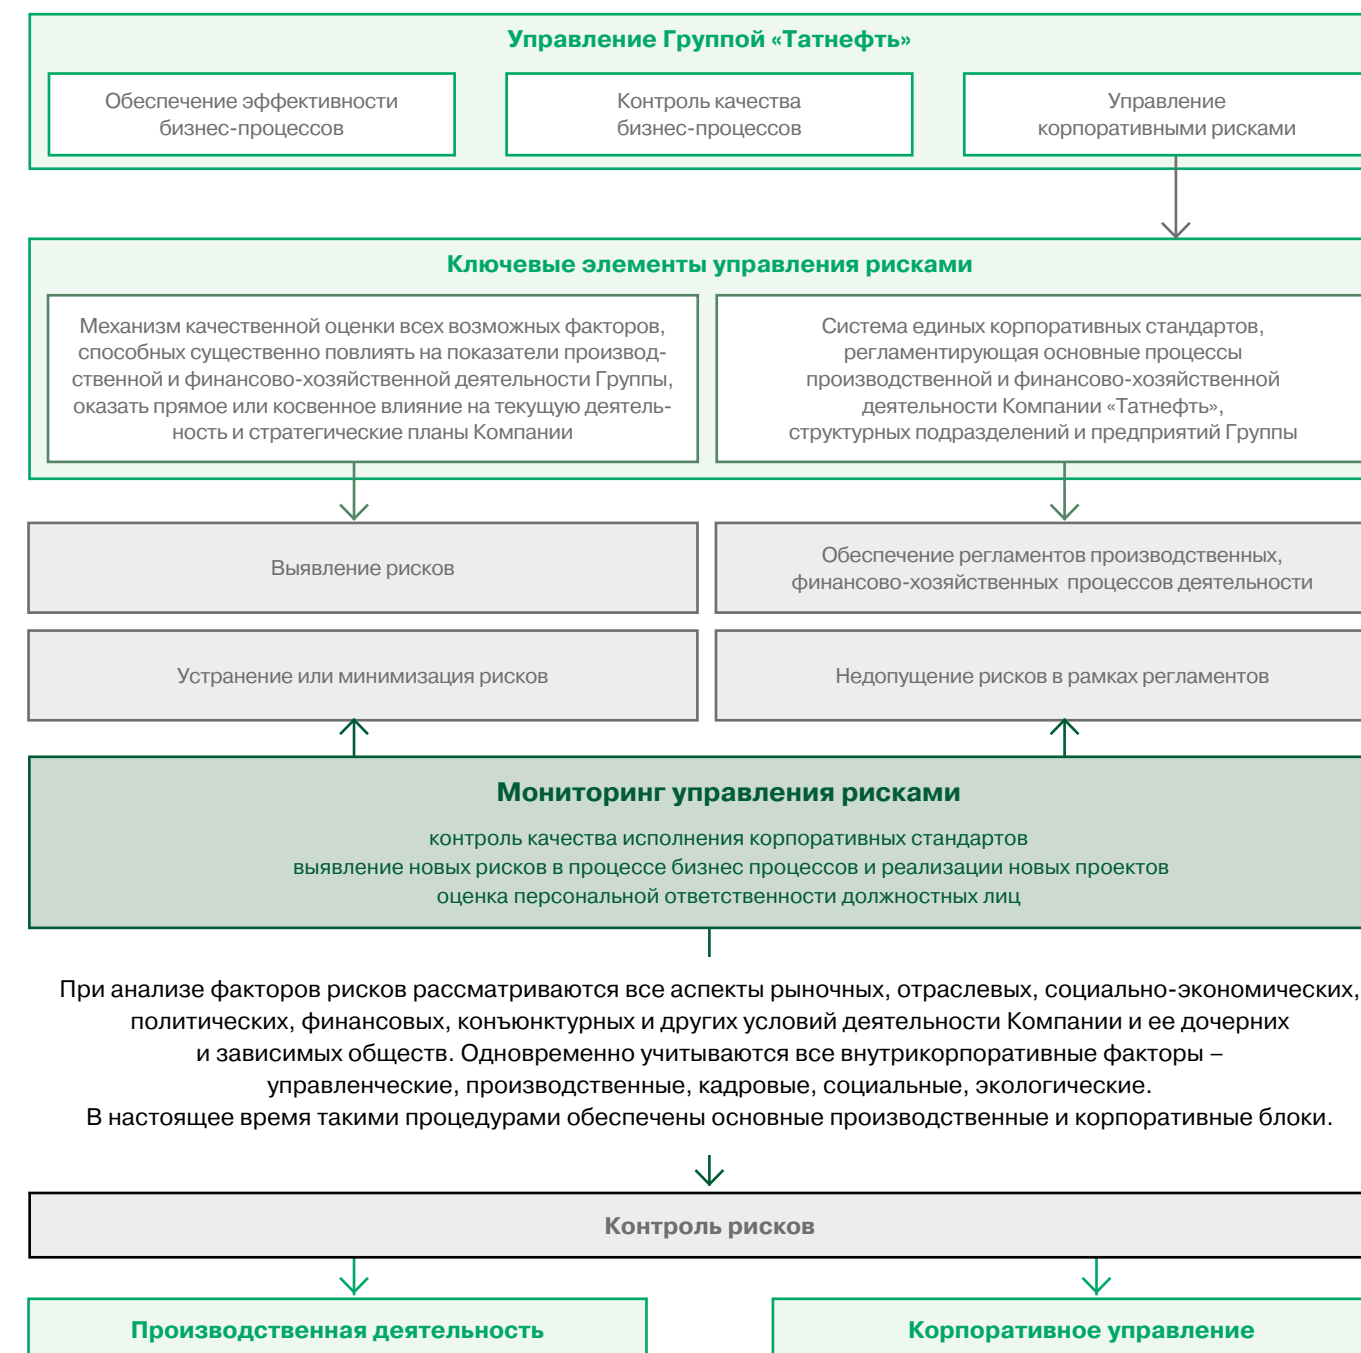 Управление Группой «Татнефть»
Обеспечение эффективности
бизнес-процессов
Контроль качества
бизнес-процессов
Управление
корпоративными рисками
Ключевые элементы управления рисками
Механизм качественной оценки всех возможных факторов,
способных существенно повлиять на показатели производ-
ственной и финансово-хозяйственной деятельности Группы,
оказать прямое или косвенное влияние на текущую деятель-
ность и стратегические планы Компании
Система единых корпоративных стандартов,
регламентирующая основные процессы
производственной и финансово-хозяйственной
деятельности Компании «Татнефть»,
структурных подразделений и предприятий Группы
Выявление рисков
Обеспечение регламентов производственных,
финансово-хозяйственных процессов деятельности
Устранение или минимизация рисков
Недопущение рисков в рамках регламентов
Мониторинг управления рисками
контроль качества исполнения корпоративных стандартов
выявление новых рисков в процессе бизнес процессов и реализации новых проектов
оценка персональной ответственности должностных лиц
При анализе факторов рисков рассматриваются все аспекты рыночных, отраслевых, социально-экономических,
политических, финансовых, конъюнктурных и других условий деятельности Компании и ее дочерних
и зависимых обществ. Одновременно учитываются все внутрикорпоративные факторы –
управленческие, производственные, кадровые, социальные, экологические.
В настоящее время такими процедурами обеспечены основные производственные и корпоративные блоки.
Контроль рисков
Производственная деятельность
Корпоративное управление